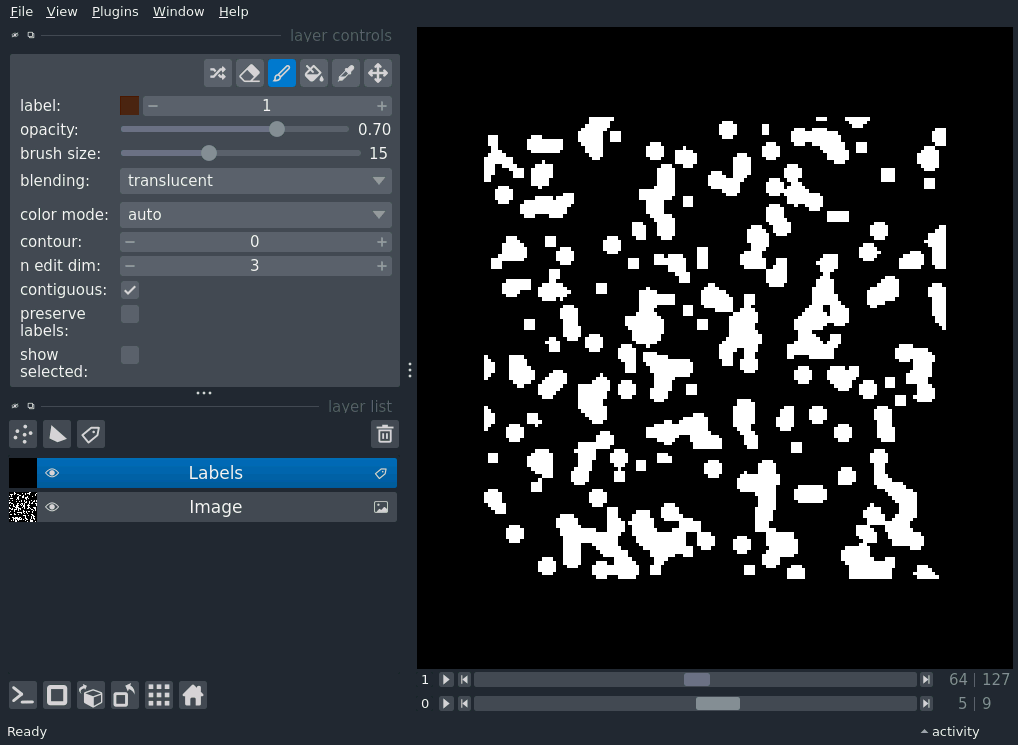 File View Plugins Window Help
layer controls
label: 1
opacity: 0.70
brush size: 15
blending: translucent
color mode: auto
contour: 0
n edit dim: 3
contiguous:
preserve
labels:
show
selected:
layer list
Labels
Image
1 64 | 127
0 5 | 9
Ready activity